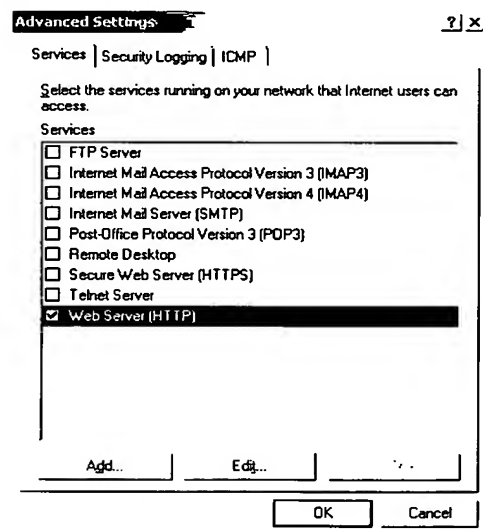 Advanced Settings
? ×
Services Security Logging ICMP
Select the services running on your network that Internet users can
access.
Services
FTP Server
Internet Mail Access Protocol Version 3 (IMAP3)
Internet Mail Access Protocol Version 4 (IMAP4)
Internet Mail Server (SMTP)
Post-Office Protocol Version 3 (POP3)
Remote Desktop
Secure Web Server (HTTPS)
Telnet Server
Web Server (HTTP)
Add... Edit...
OK Cancel